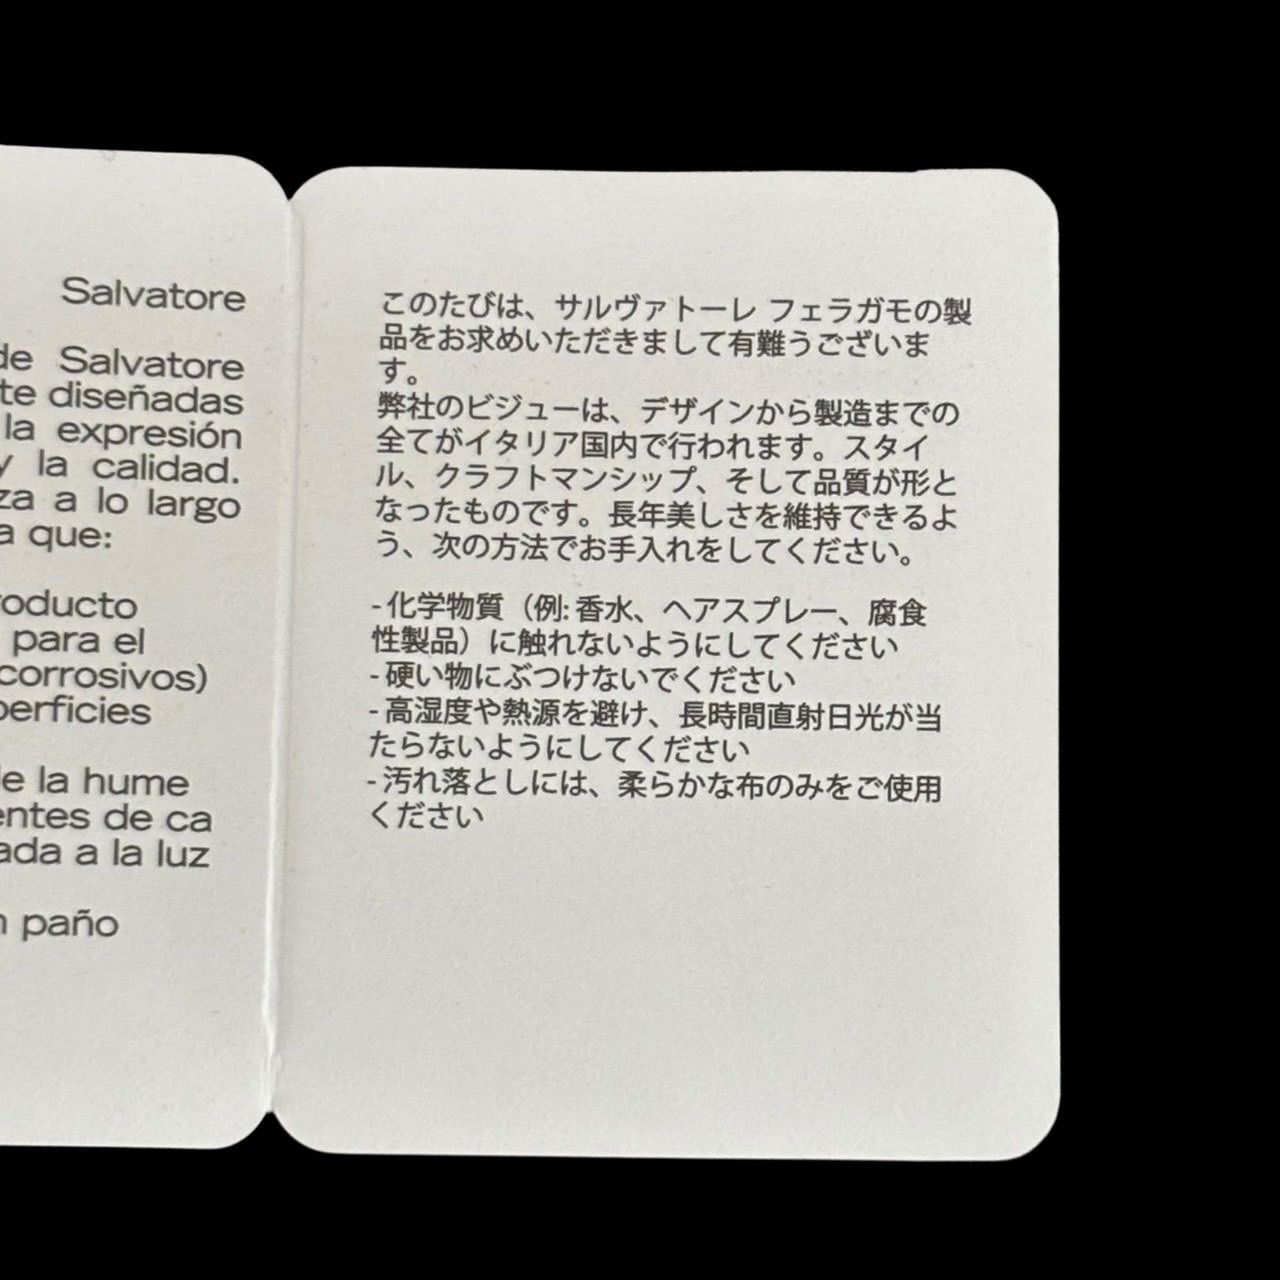 Salvatore
de Salvatore
te diseñadas
la expresión
y la calidad.
za a lo largo
a que:
roducto
para el
corrosivos)
perficies
de la hume
entes de ca
ada a la luz
n paño
このたびは、サルヴァトーレ フェラガモの製
品をお求めいただきまして有難うございま
す。
弊社のビジューは、デザインから製造までの
全てがイタリア国内で行われます。スタイ
ル、クラフトマンシップ、そして品質が形と
なったものです。長年美しさを維持できるよ
う、次の方法でお手入れをしてください。
- 化学物質（例: 香水、ヘアスプレー、腐食
性製品）に触れないようにしてください
- 硬い物にぶつけないでください
- 高湿度や熱源を避け、長時間直射日光が当
たらないようにしてください
- 汚れ落としには、柔らかな布のみをご使用
ください